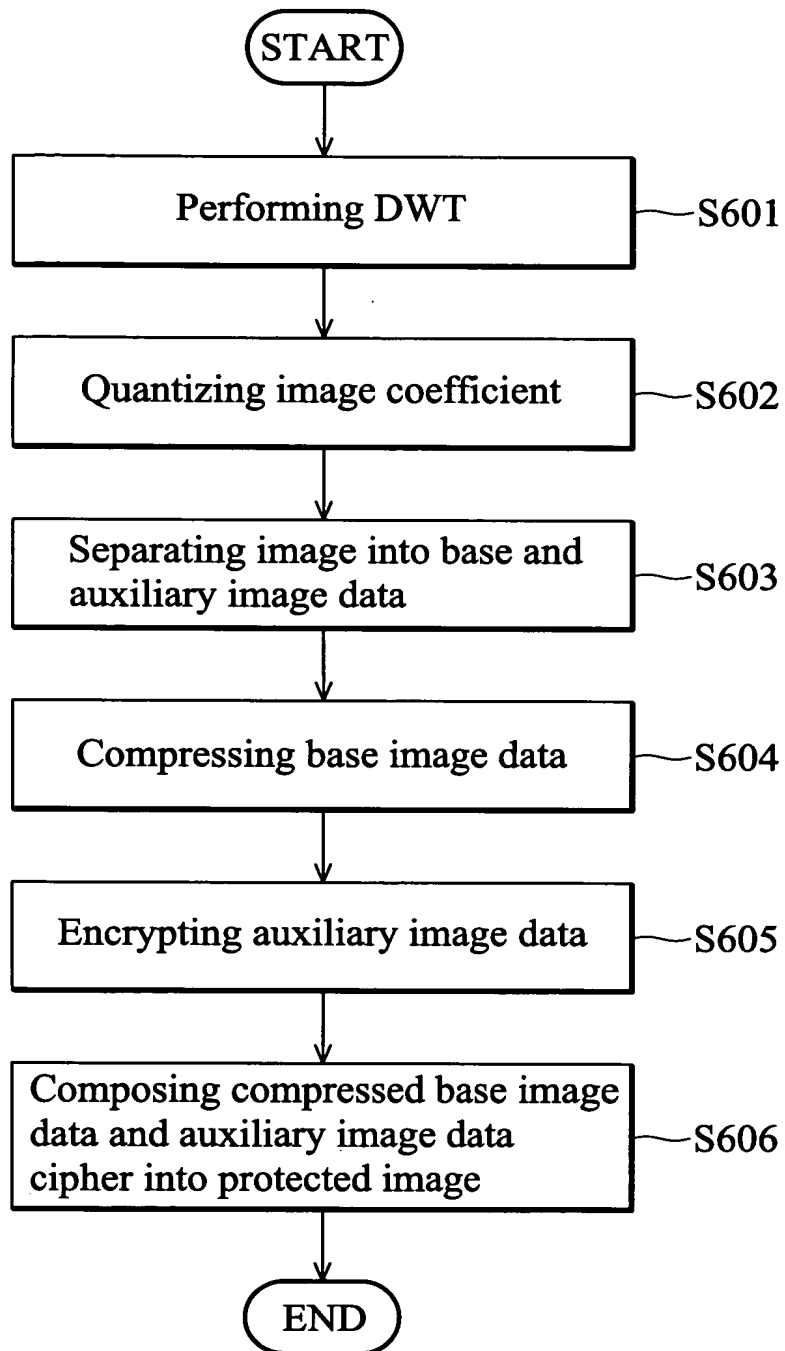 START
Performing DWT
S601
Quantizing image coefficient
S602
Separating image into base and
auxiliary image data
S603
Compressing base image data
S604
Encrypting auxiliary image data
S605
Composing compressed base image
data and auxiliary image data
cipher into protected image
S606
END